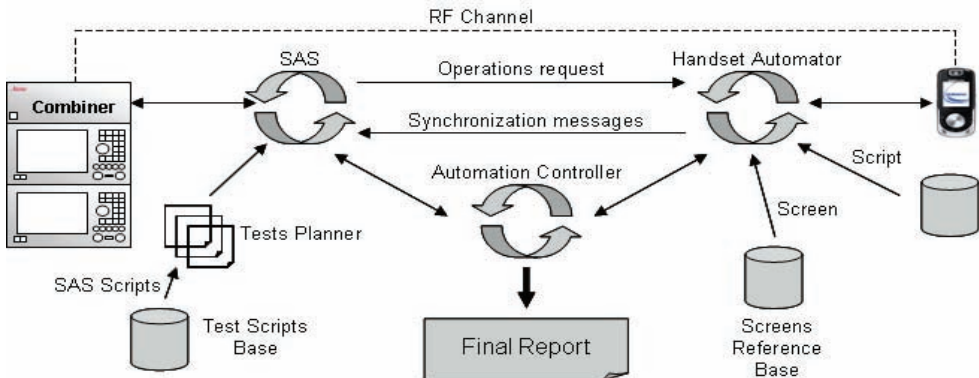 RF Channel
SAS
Operations request
Handset Automator
Combiner
Synchronization messages
Automation Controller
Script
Screen
Tests Planner
SAS Scripts
Test Scripts
Base
Final Report
Screens
Reference
Base